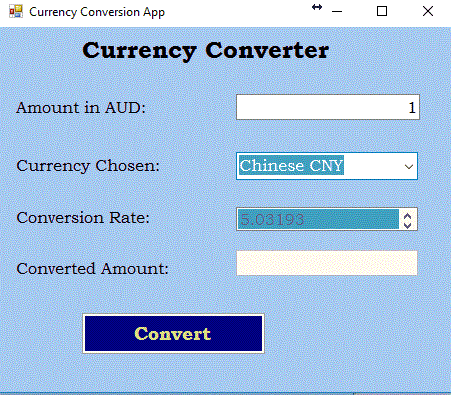 Currency Conversion App
Currency Converter
Amount in AUD: 1
Currency Chosen: Chinese CNY
Conversion Rate: 5.03193
Converted Amount:
Convert